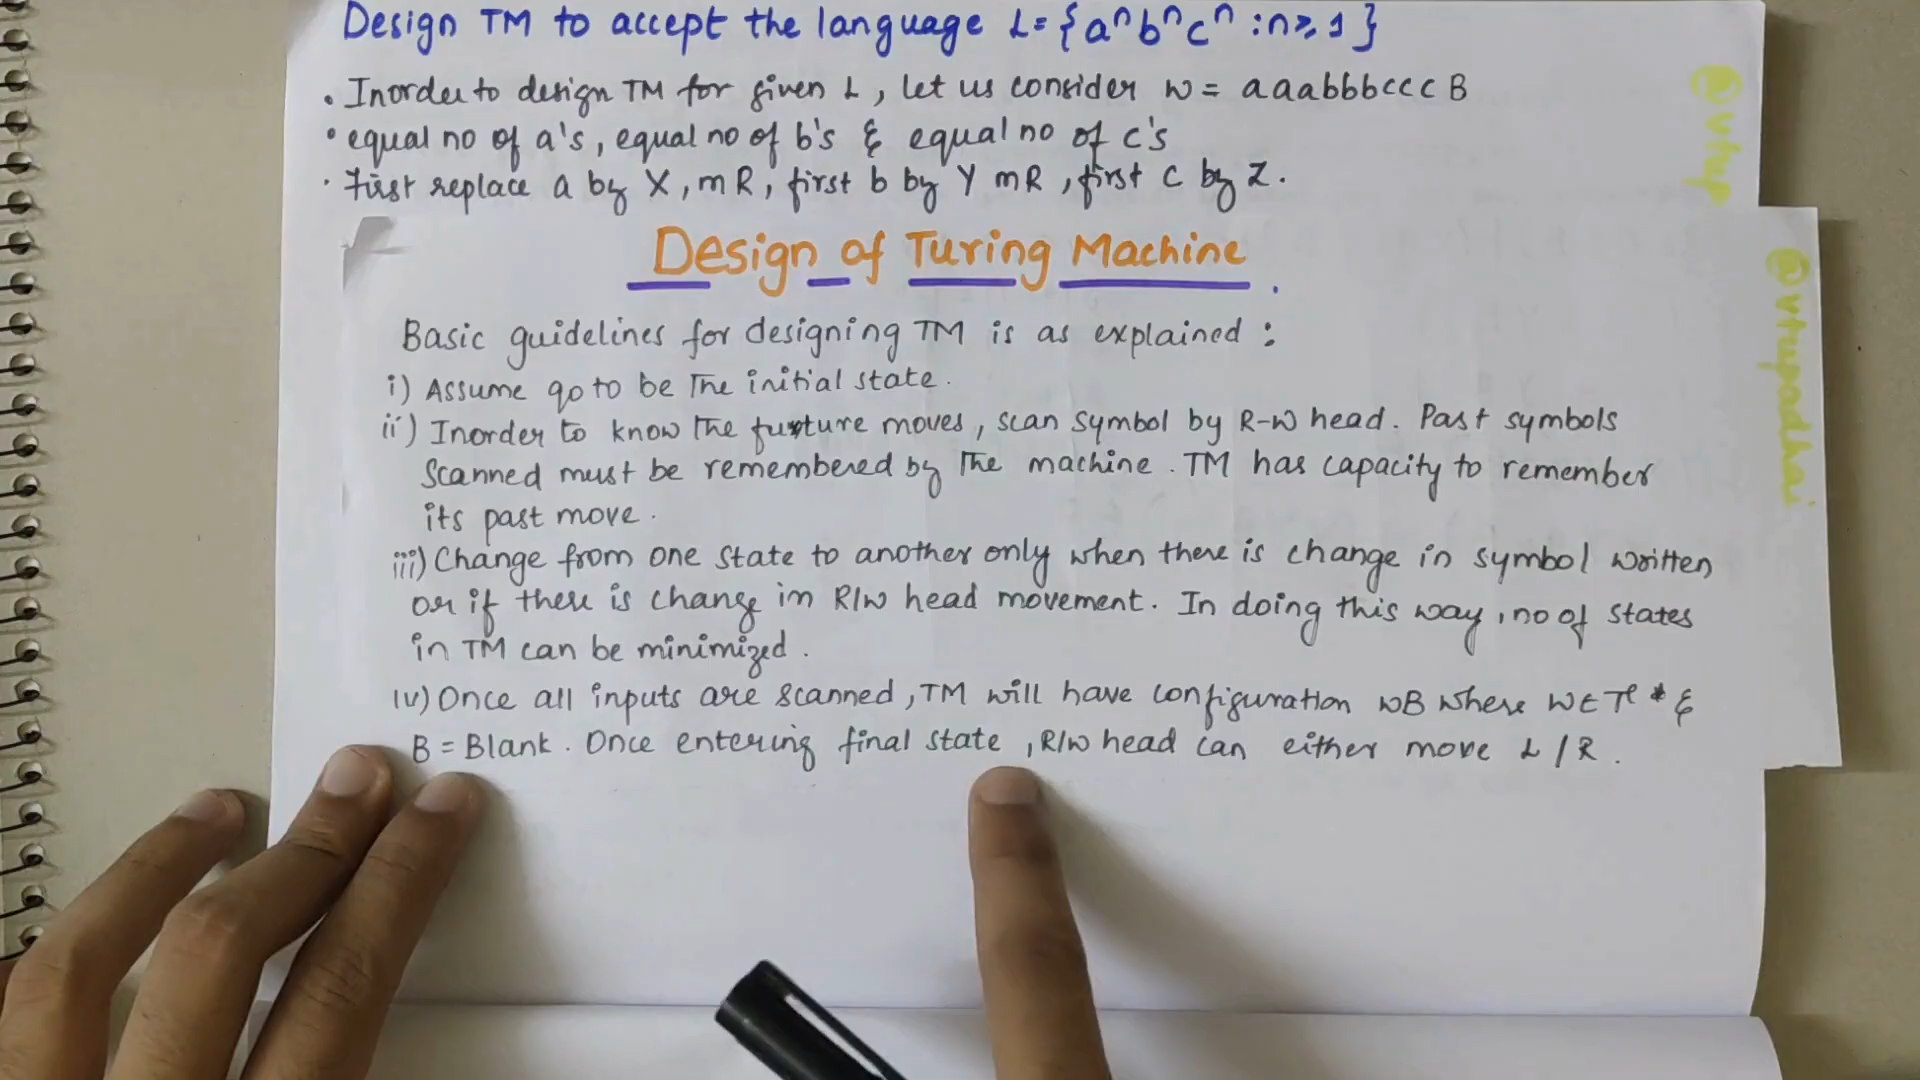 Design TM to accept the language L = {aⁿbⁿcⁿ : n ≥ 1}
• Inorder to design TM for given L, let us consider w = aaabbbcccB
• equal no of a's, equal no of b's & equal no of c's
• First replace a by X, mR, first b by Y mR, first c by Z.
Design of Turing Machine.
Basic guidelines for designing TM is as explained :
i) Assume q0 to be the initial state.
ii) Inorder to know the future moves, scan symbol by R-W head. Past symbols
scanned must be remembered by the machine. TM has capacity to remember
its past move.
iii) Change from one state to another only when there is change in symbol written
or if there is change in R/W head movement. In doing this way, no of states
in TM can be minimized.
iv) Once all inputs are scanned, TM will have configuration wB where w ∈ * &
B = Blank. Once entering final state, R/W head can either move L/R.
@vtup
@vtupadhai